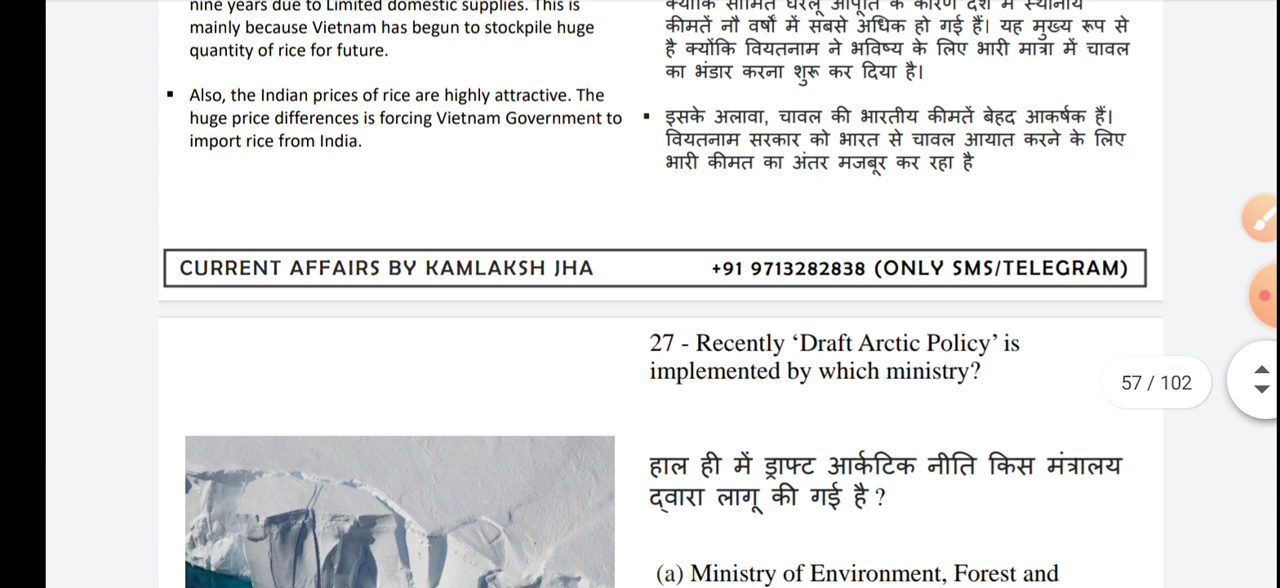 nine years due to Limited domestic supplies. This is
mainly because Vietnam has begun to stockpile huge
quantity of rice for future.
▪ Also, the Indian prices of rice are highly attractive. The
huge price differences is forcing Vietnam Government to
import rice from India.
क्योंकि सीमित घरेलू आपूर्ति के कारण देश में स्थानीय
कीमतें नौ वर्षों में सबसे अधिक हो गई हैं। यह मुख्य रूप से
है क्योंकि वियतनाम ने भविष्य के लिए भारी मात्रा में चावल
का भंडार करना शुरू कर दिया है।
▪ इसके अलावा, चावल की भारतीय कीमतें बेहद आकर्षक हैं।
वियतनाम सरकार को भारत से चावल आयात करने के लिए
भारी कीमत का अंतर मजबूर कर रहा है
CURRENT AFFAIRS BY KAMLAKSH JHA +91 9713282838 (ONLY SMS/TELEGRAM)
27 - Recently ‘Draft Arctic Policy’ is
implemented by which ministry?
57 / 102
हाल ही में ड्राफ्ट आर्कटिक नीति किस मंत्रालय
द्वारा लागू की गई है ?
(a) Ministry of Environment, Forest and